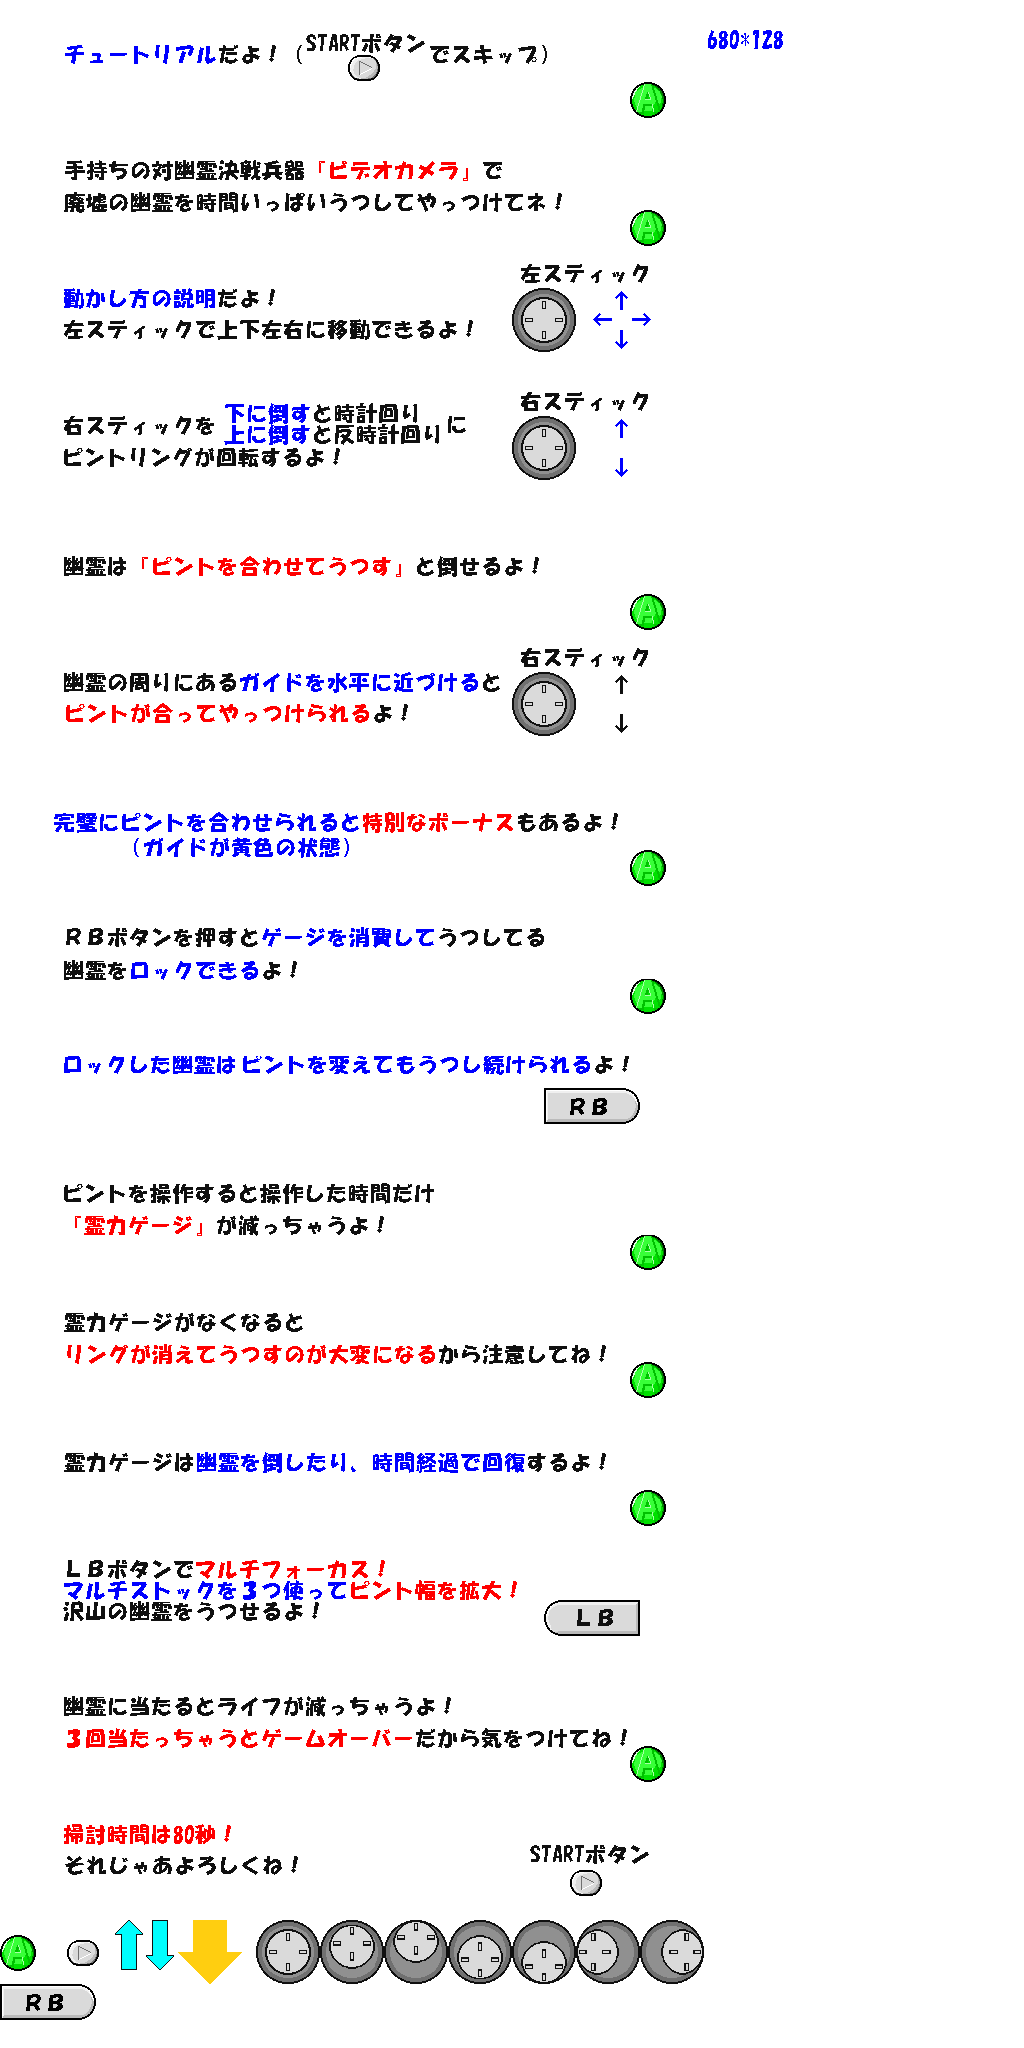 チュートリアルだよ！（STARTボタンでスキップ）
680*128
A
手持ちの対幽霊決戦兵器『ビデオカメラ』で
廃墟の幽霊を時間いっぱいうつしてやっつけてネ！
A
左スティック
動かし方の説明だよ！
↑
← →
左スティックで上下左右に移動できるよ！
↓
右スティック
下に倒すと時計回り
右スティックを
上に倒すと反時計回りに
↑
ピントリングが回転するよ！
↓
幽霊は『ピントを合わせてうつす』と倒せるよ！
A
右スティック
幽霊の周りにあるガイドを水平に近づけると
↑
ピントが合ってやっつけられるよ！
↓
完璧にピントを合わせられると特別なボーナスもあるよ！
（ガイドが黄色の状態）
A
ＲＢボタンを押すとゲージを消費してうつしてる
幽霊をロックできるよ！
A
ロックした幽霊はピントを変えてもうつし続けられるよ！
ＲＢ
ピントを操作すると操作した時間だけ
『霊力ゲージ』が減っちゃうよ！
A
霊力ゲージがなくなると
リングが消えてうつすのが大変になるから注意してね！
A
霊力ゲージは幽霊を倒したり、時間経過で回復するよ！
A
ＬＢボタンでマルチフォーカス！
マルチストックを３つ使ってピント幅を拡大！
沢山の幽霊をうつせるよ！
ＬＢ
幽霊に当たるとライフが減っちゃうよ！
３回当たっちゃうとゲームオーバーだから気をつけてね！
A
掃討時間は80秒！
それじゃあよろしくね！
STARTボタン
A
ＲＢ